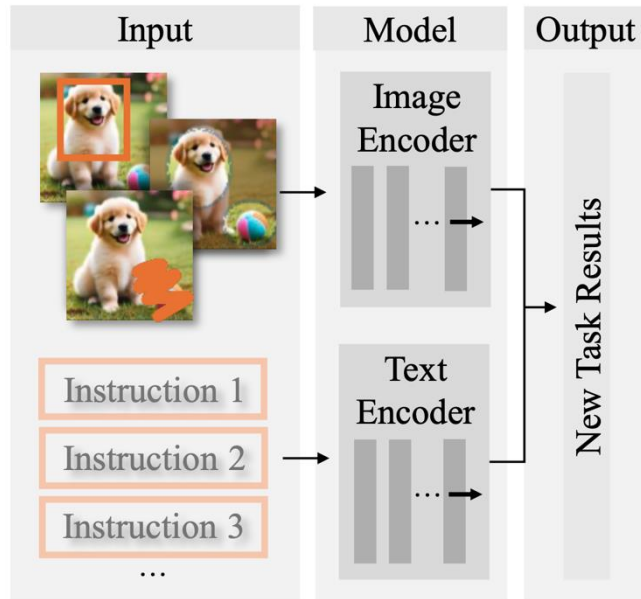 Input
Model
Output
Image
Encoder
...
Text
Encoder
...
Instruction 1
Instruction 2
Instruction 3
...
New Task Results